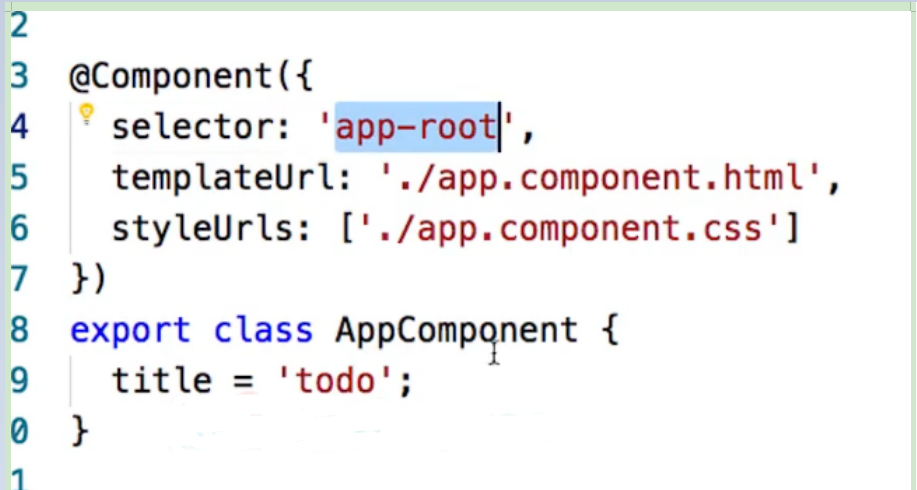 2
3 @Component({
4 selector: 'app-root',
5 templateUrl: './app.component.html',
6 styleUrls: ['./app.component.css']
7 })
8 export class AppComponent {
9 title = 'todo';
0 }
1